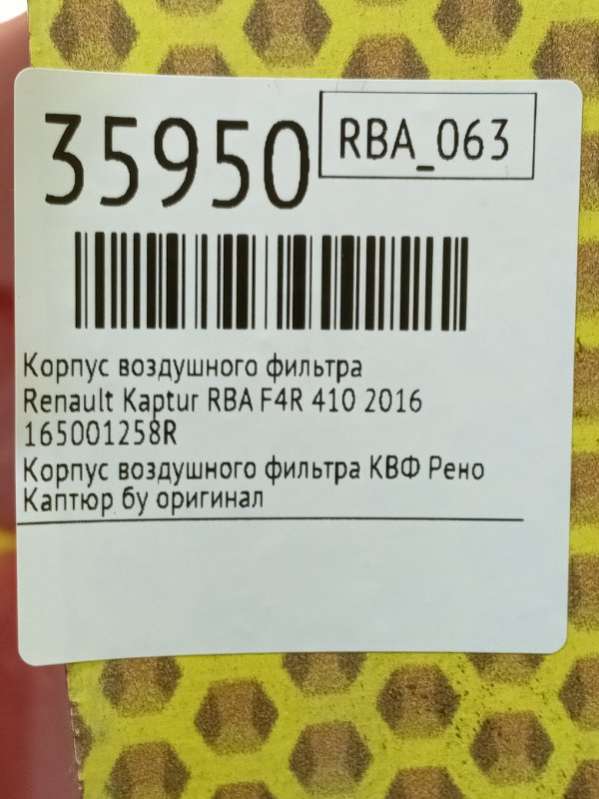 35950
RBA_063
Корпус воздушного фильтра
Renault Kaptur RBA F4R 410 2016
165001258R
Корпус воздушного фильтра КВФ Рено
Каптюр бу оригинал